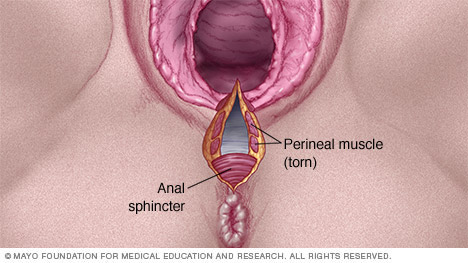 Perineal muscle
(torn)
Anal
sphincter
© MAYO FOUNDATION FOR MEDICAL EDUCATION AND RESEARCH. ALL RIGHTS RESERVED.